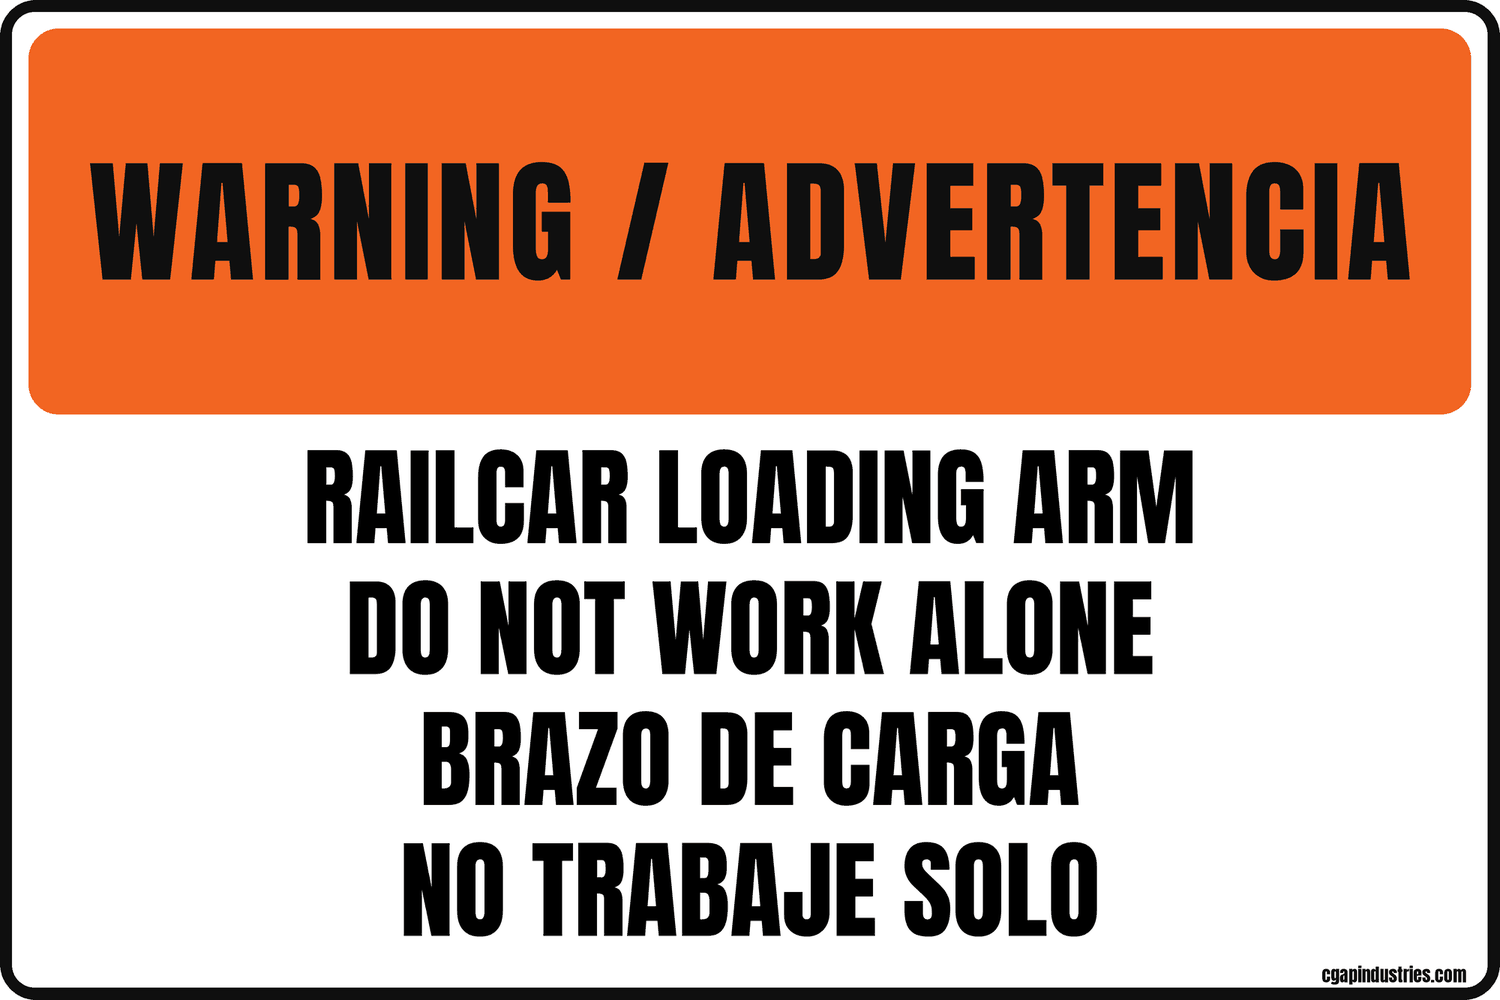 WARNING / ADVERTENCIA
RAILCAR LOADING ARM
DO NOT WORK ALONE
BRAZO DE CARGA
NO TRABAJE SOLO
cgapindustries.com